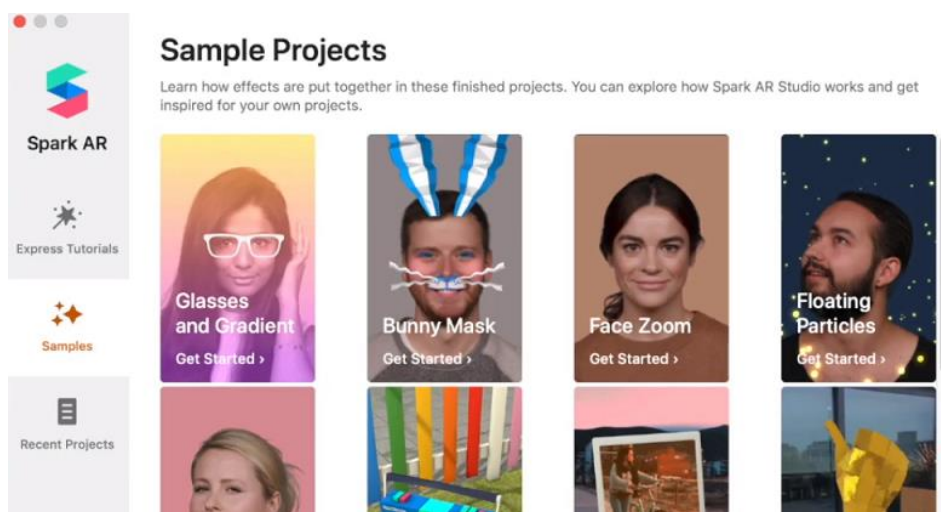 Sample Projects
Learn how effects are put together in these finished projects. You can explore how Spark AR Studio works and get
inspired for your own projects.
Spark AR
Express Tutorials
Samples
Recent Projects
Glasses
and Gradient
Get Started ›
Bunny Mask
Get Started ›
Face Zoom
Get Started ›
Floating
Particles
Get Started ›